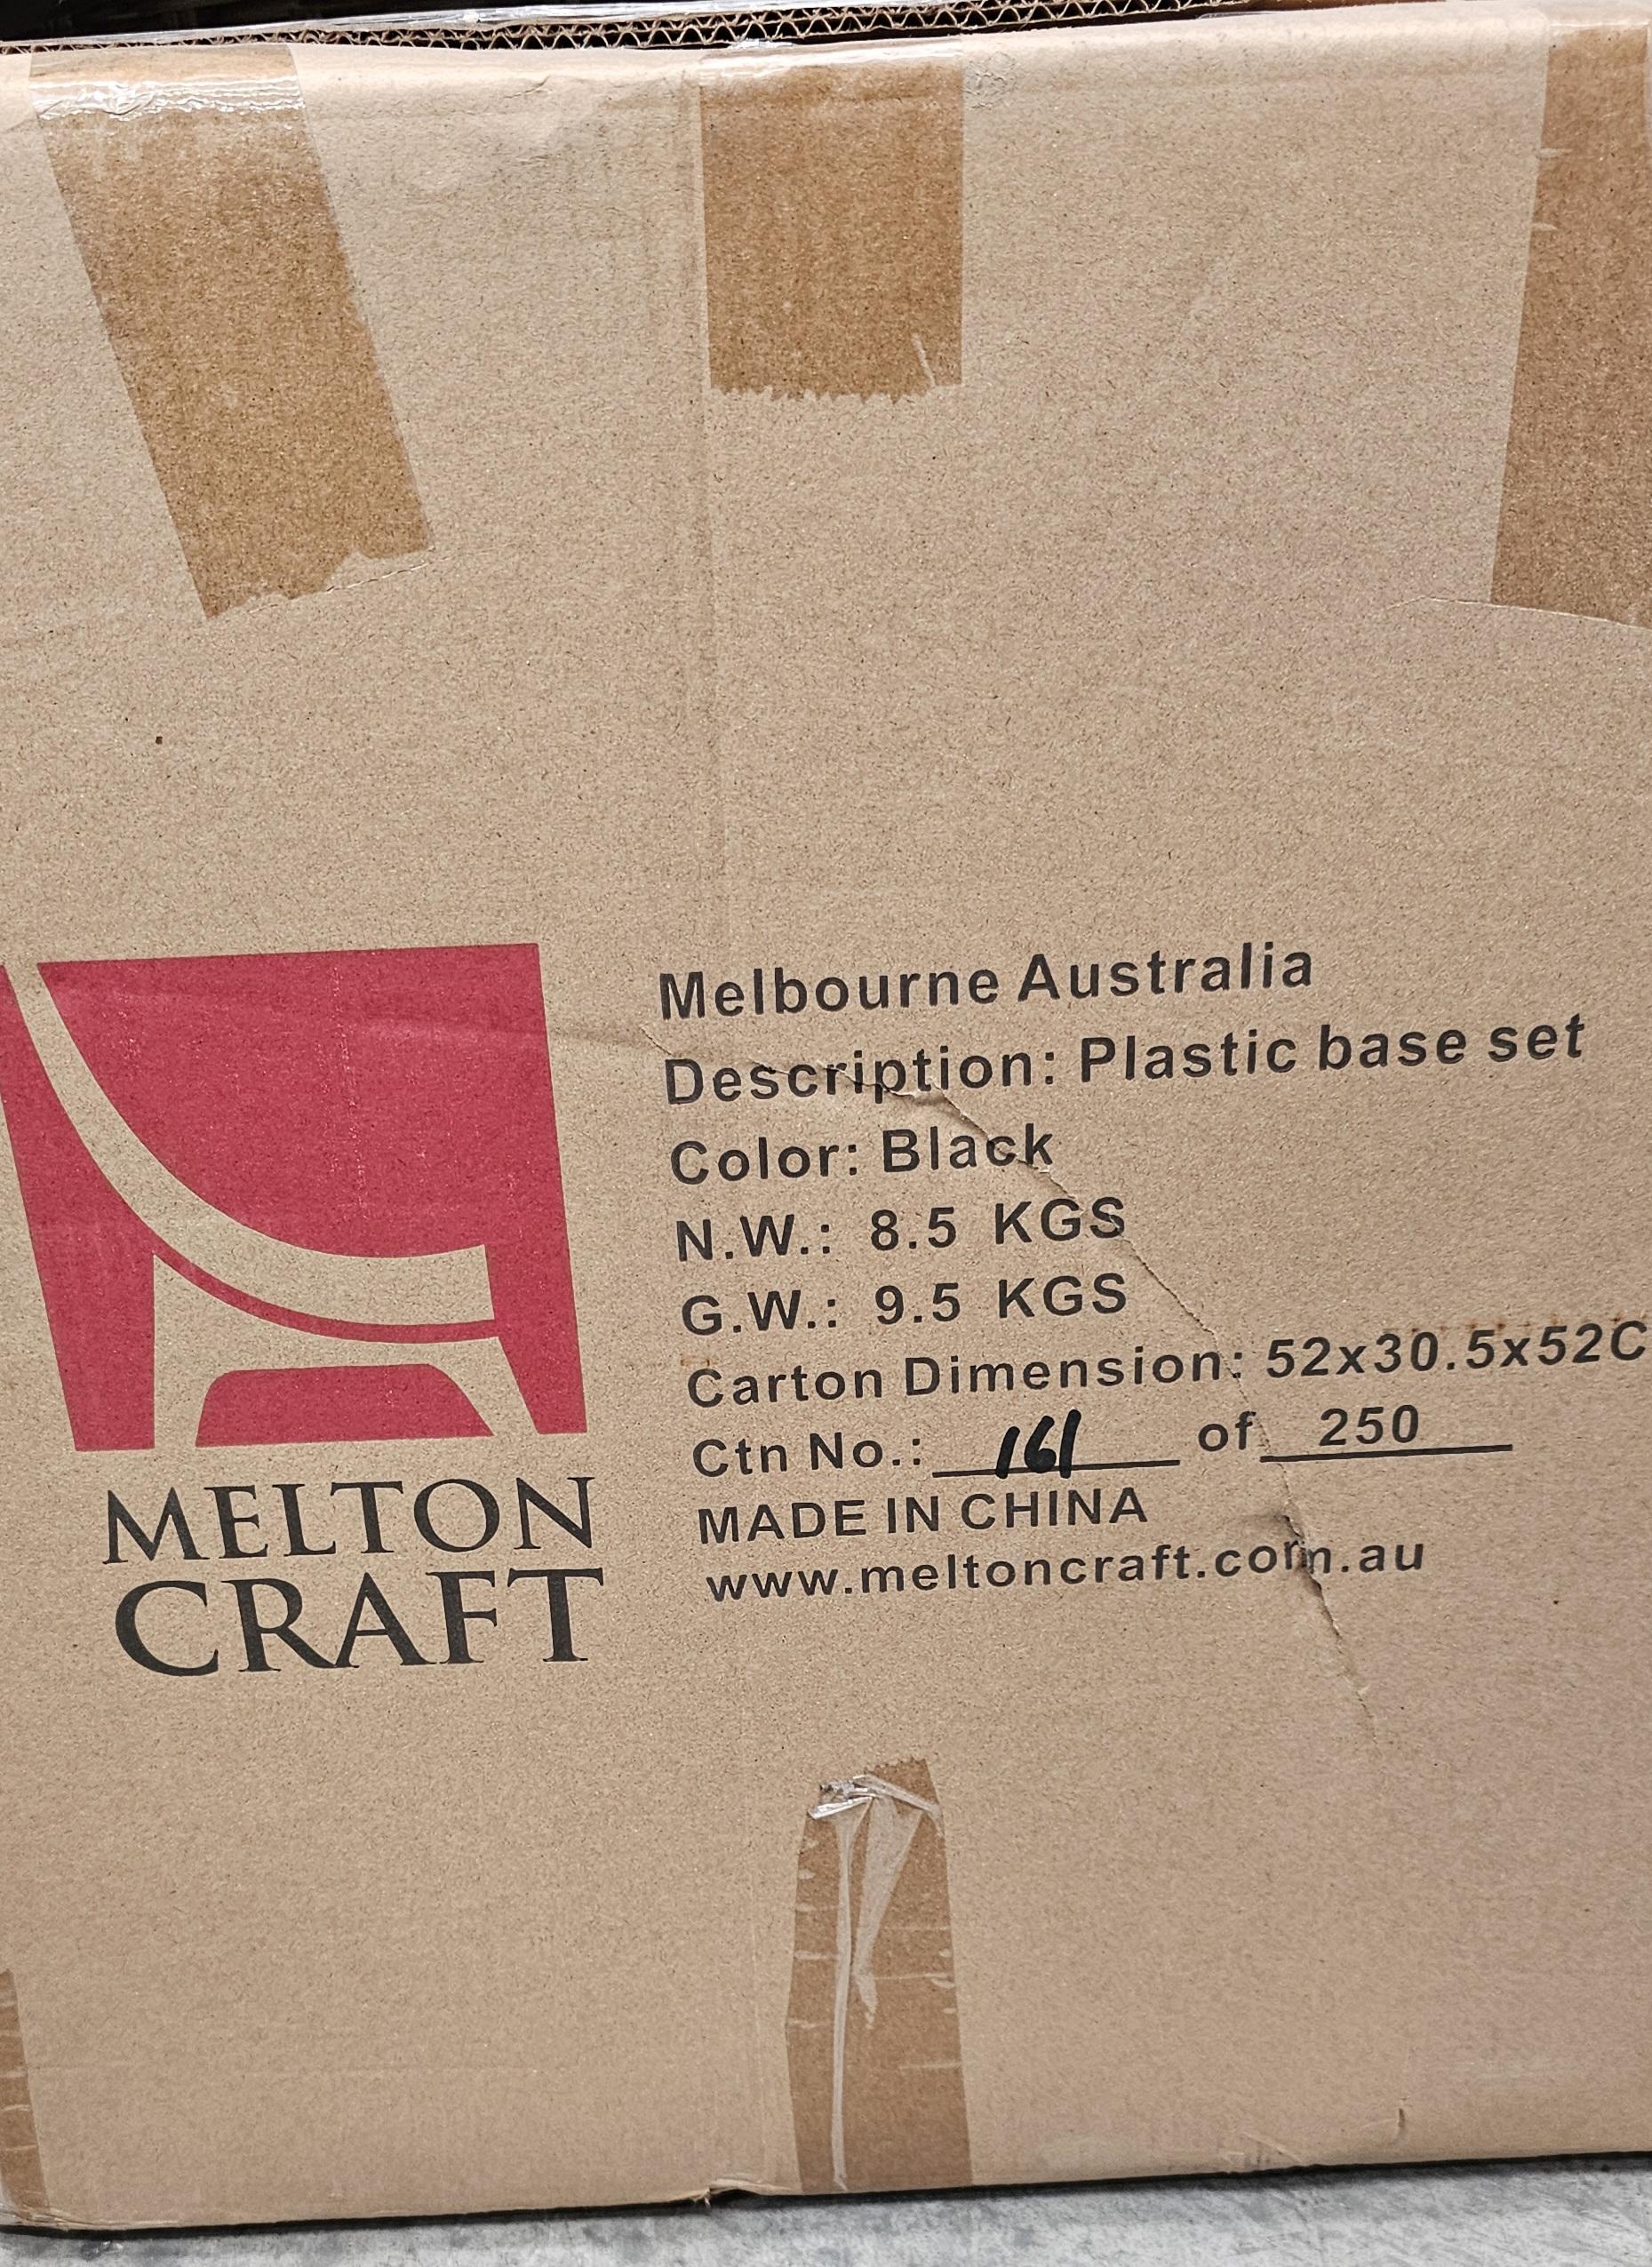 Melbourne Australia
Description: Plastic base set
Color: Black
N.W.: 8.5 KGS
G.W.: 9.5 KGS
Carton Dimension: 52x30.5x52C
Ctn No.: 161 of 250
MADE IN CHINA
www.meltoncraft.com.au
MELTON
CRAFT